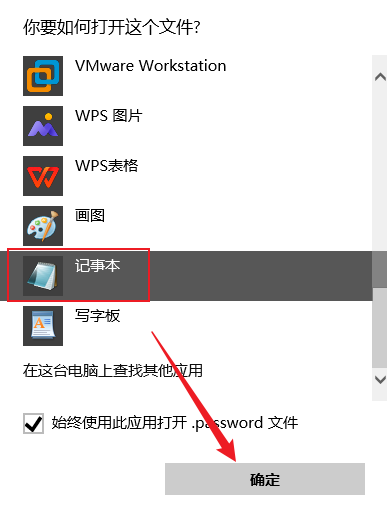 你要如何打开这个文件?
VMware Workstation
WPS 图片
WPS表格
画图
记事本
写字板
在这台电脑上查找其他应用
始终使用此应用打开 .password 文件
确定